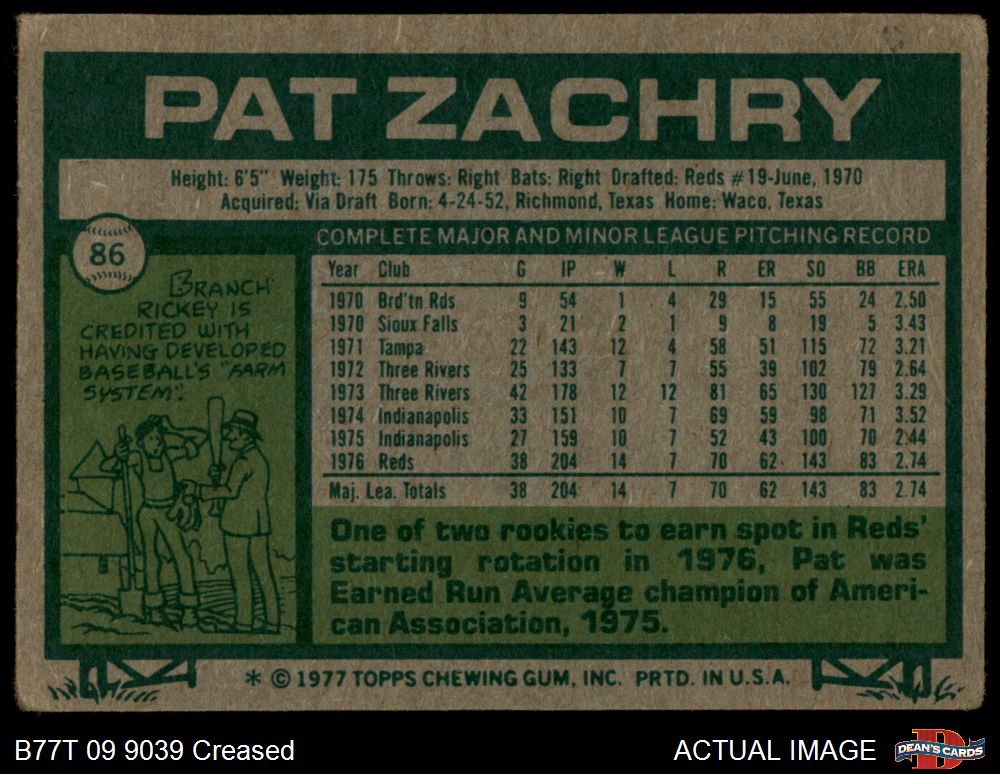 PAT ZACHRY
Height: 6'5" Weight: 175 Throws: Right Bats: Right Drafted: Reds #19-June, 1970
Acquired: Via Draft Born: 4-24-52, Richmond, Texas Home: Waco, Texas
86
BRANCH
RICKEY IS
CREDITED WITH
HAVING DEVELOPED
BASEBALL'S "FARM
SYSTEM".
COMPLETE MAJOR AND MINOR LEAGUE PITCHING RECORD
Year Club G IP W L R ER SO BB ERA
1970 Brd'tn Rds 9 54 1 4 29 15 55 24 2.50
1970 Sioux Falls 3 21 2 1 9 8 19 5 3.43
1971 Tampa 22 143 12 4 58 51 115 72 3.21
1972 Three Rivers 25 133 7 7 55 39 102 79 2.64
1973 Three Rivers 42 178 12 12 81 65 130 127 3.29
1974 Indianapolis 33 151 10 7 69 59 98 71 3.52
1975 Indianapolis 27 159 10 7 52 43 100 70 2.44
1976 Reds 38 204 14 7 70 62 143 83 2.74
Maj. Lea. Totals 38 204 14 7 70 62 143 83 2.74
One of two rookies to earn spot in Reds'
starting rotation in 1976, Pat was
Earned Run Average champion of Ameri-
can Association, 1975.
* © 1977 TOPPS CHEWING GUM, INC. PRTD. IN U.S.A.
B77T 09 9039 Creased
ACTUAL IMAGE
D
DEAN'S CARDS